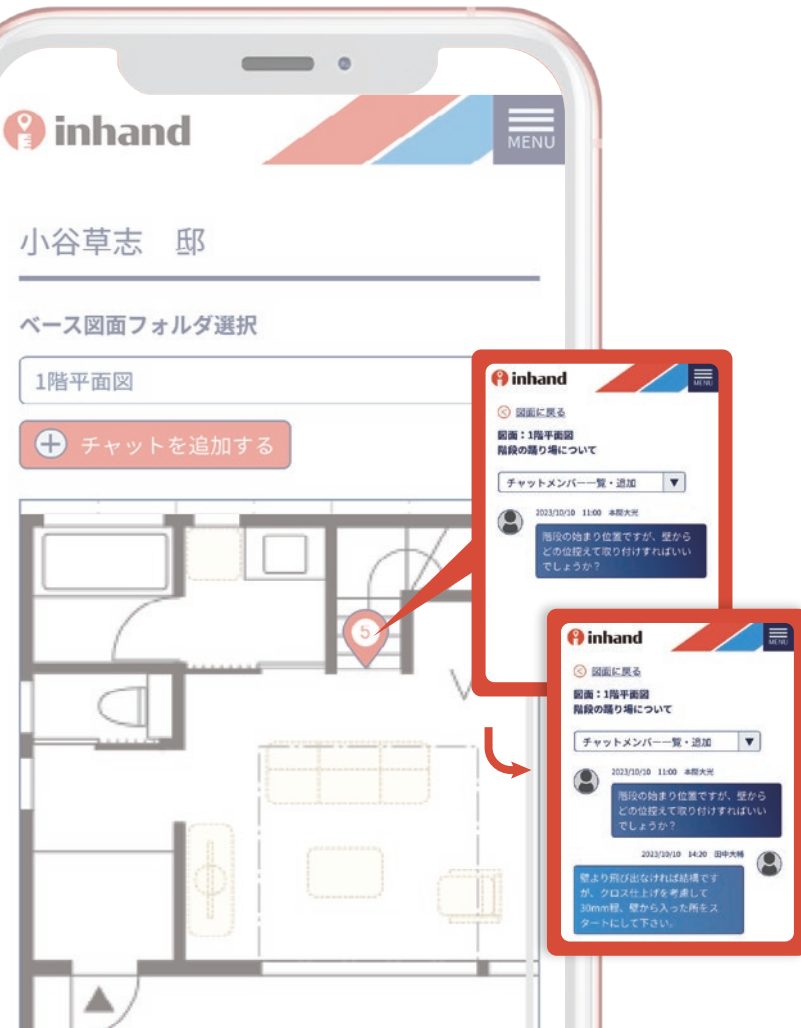 inhand
MENU
小谷草志　邸
ベース図面フォルダ選択
1階平面図
チャットを追加する
5
inhand
MENU
図面に戻る
図面：1階平面図
階段の踊り場について
チャットメンバー一覧・追加
2023/10/10 11:00 本間大光
階段の始まり位置ですが、壁から
どの位控えて取り付けすればいい
でしょうか？
inhand
MENU
図面に戻る
図面：1階平面図
階段の踊り場について
チャットメンバー一覧・追加
2023/10/10 11:00 本間大光
階段の始まり位置ですが、壁から
どの位控えて取り付けすればいい
でしょうか？
2023/10/10 14:20 田中大輔
壁より飛び出なければ結構です
が、クロス仕上げを考慮して
30mm程、壁から入った所をス
タートにして下さい。